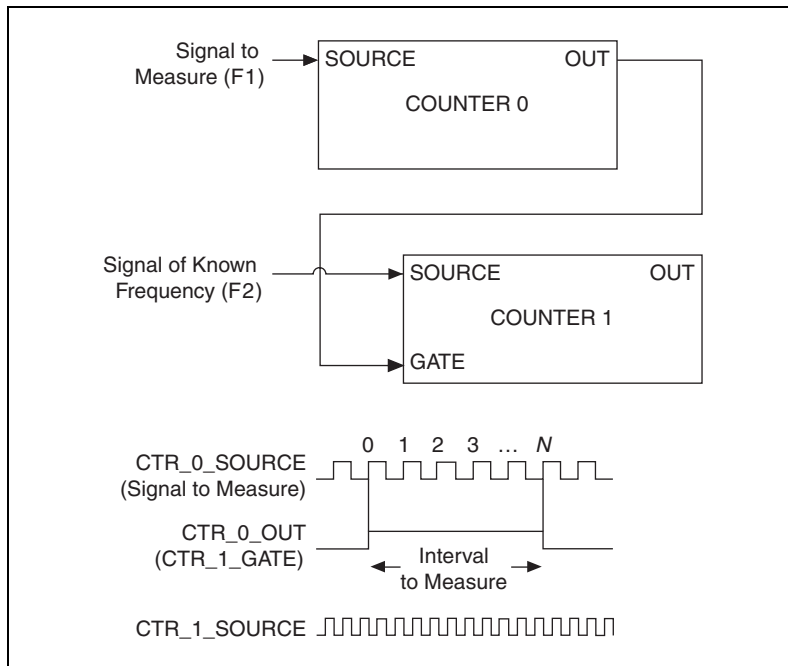 Signal to
Measure (F1)
SOURCE OUT
COUNTER 0
Signal of Known
Frequency (F2)
SOURCE OUT
COUNTER 1
GATE
0 1 2 3 … N
CTR_0_SOURCE
(Signal to Measure)
CTR_0_OUT
(CTR_1_GATE)
Interval
to Measure
CTR_1_SOURCE